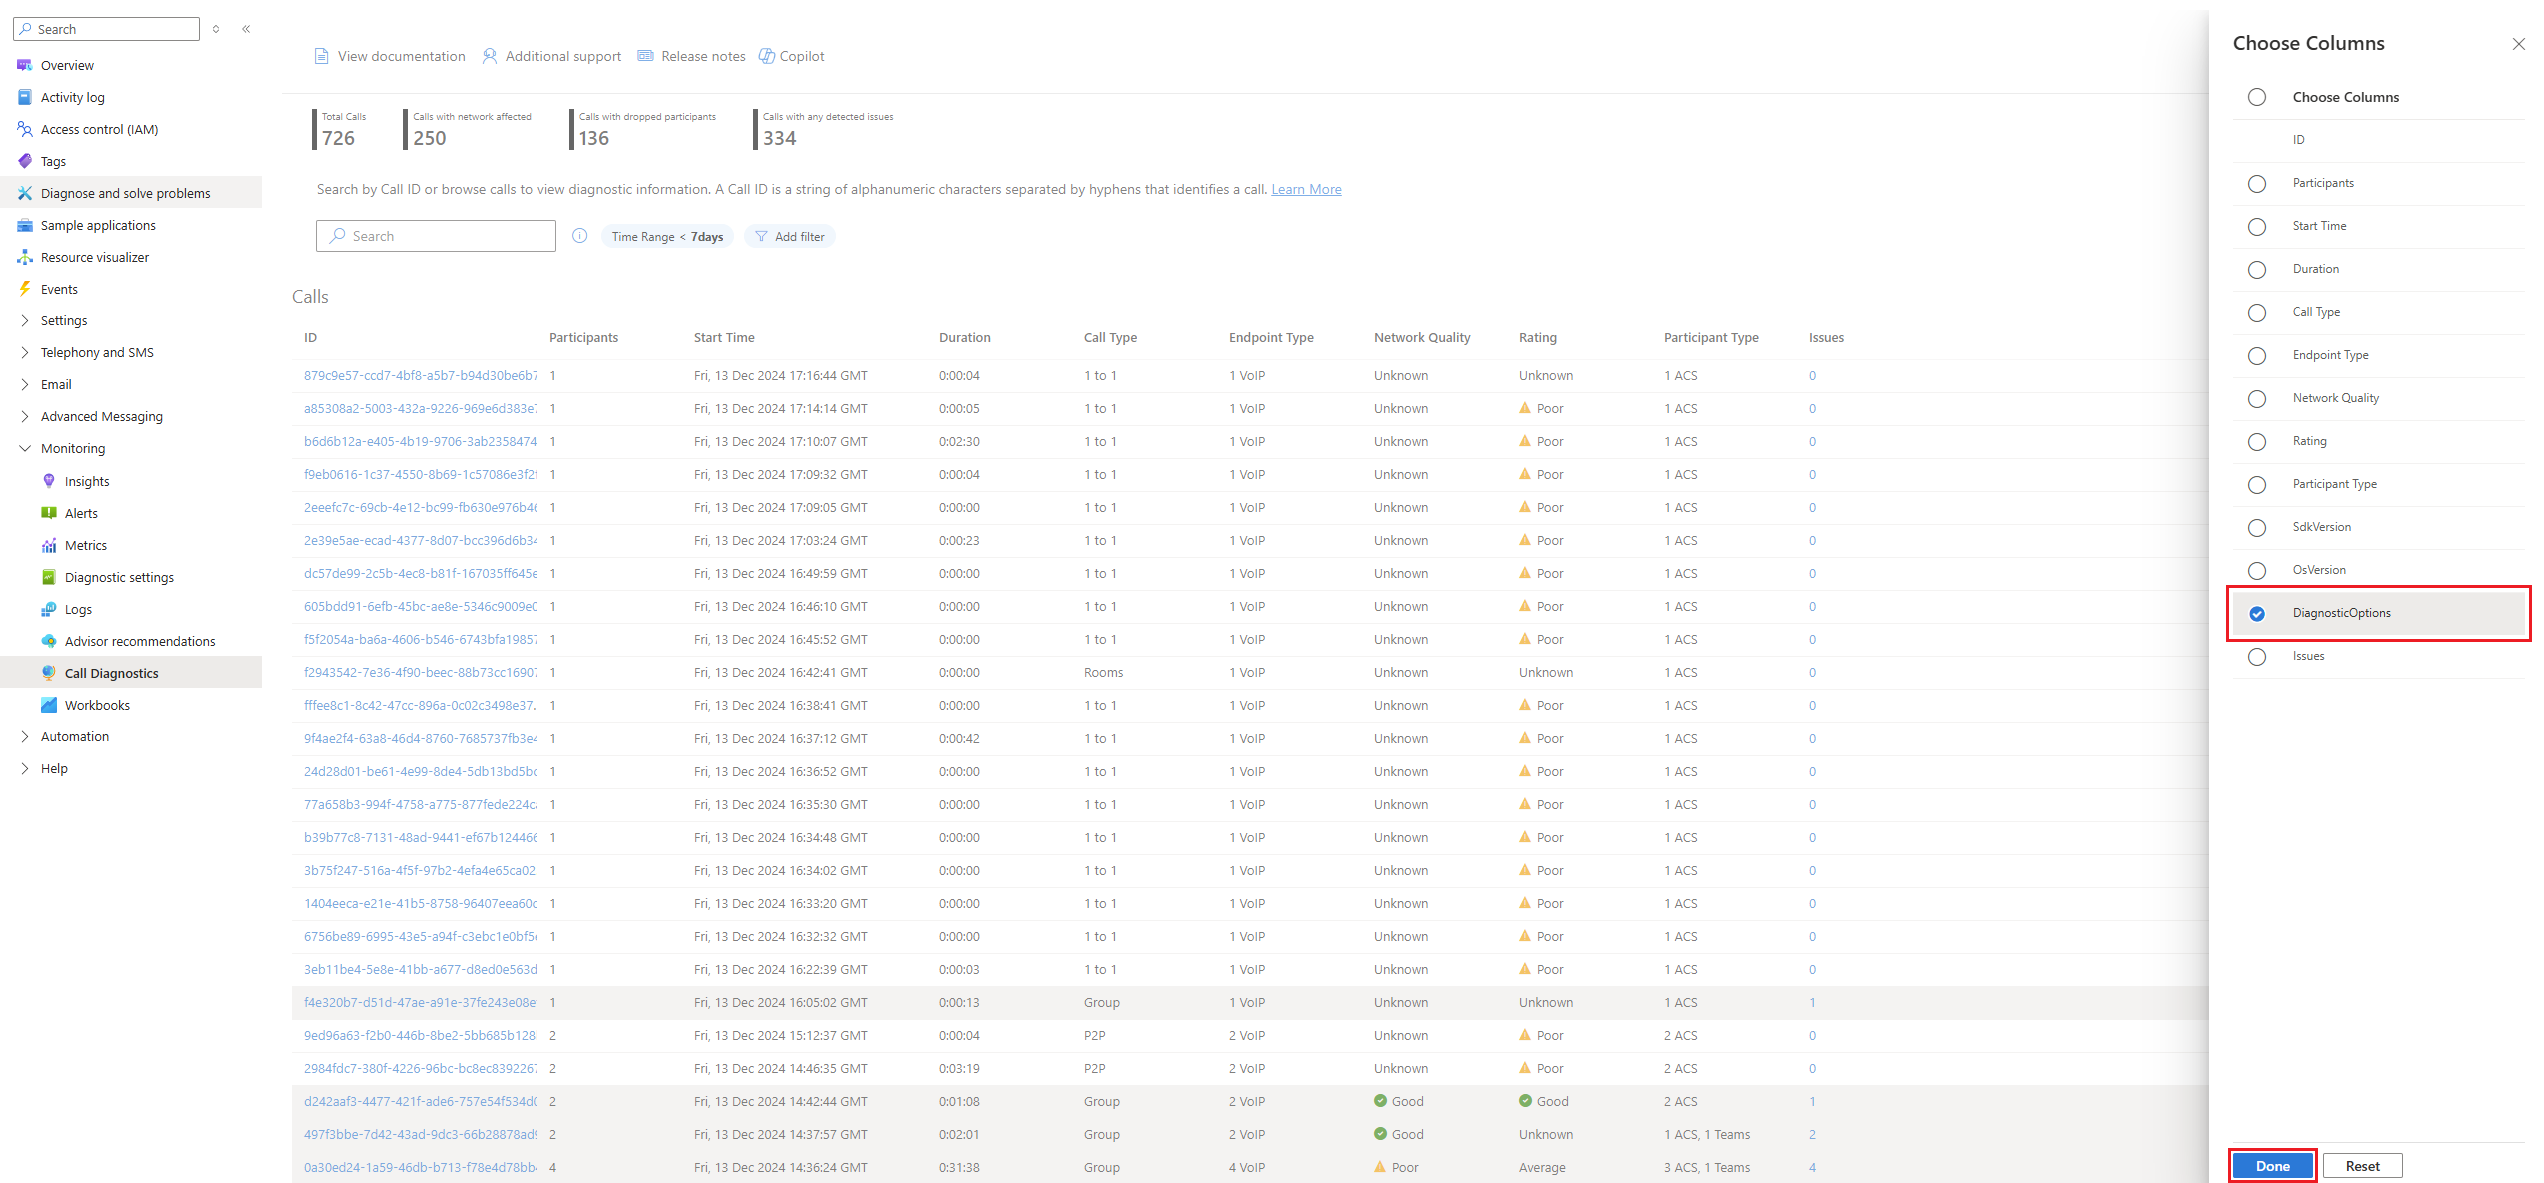 Search
Overview
Activity log
Access control (IAM)
Tags
Diagnose and solve problems
Sample applications
Resource visualizer
Events
Settings
Telephony and SMS
Email
Advanced Messaging
Monitoring
Insights
Alerts
Metrics
Diagnostic settings
Logs
Advisor recommendations
Call Diagnostics
Workbooks
Automation
Help
View documentation Additional support Release notes Copilot
Total Calls Calls with network affected Calls with dropped participants Calls with any detected issues
726 250 136 334
Search by Call ID or browse calls to view diagnostic information. A Call ID is a string of alphanumeric characters separated by hyphens that identifies a call. Learn More
Search Time Range < 7days Add filter
Calls
ID Participants Start Time Duration Call Type Endpoint Type Network Quality Rating Participant Type Issues
879c9e57-ccd7-4bf8-a5b7-b94d30be6b7 1 Fri, 13 Dec 2024 17:16:44 GMT 0:00:04 1 to 1 1 VoIP Unknown Unknown 1 ACS 0
a85308a2-5003-432a-9226-969e6d383e7 1 Fri, 13 Dec 2024 17:14:14 GMT 0:00:05 1 to 1 1 VoIP Unknown Poor 1 ACS 0
b6d6b12a-e405-4b19-9706-3ab2358474 1 Fri, 13 Dec 2024 17:10:07 GMT 0:02:30 1 to 1 1 VoIP Unknown Poor 1 ACS 0
f9eb0616-1c37-4550-8b69-1c57086e3f2f 1 Fri, 13 Dec 2024 17:09:32 GMT 0:00:04 1 to 1 1 VoIP Unknown Poor 1 ACS 0
2eeefc7c-69cb-4e12-bc99-fb630e976b46 1 Fri, 13 Dec 2024 17:09:05 GMT 0:00:00 1 to 1 1 VoIP Unknown Poor 1 ACS 0
2e39e5ae-ecad-4377-8d07-bcc396d6b34 1 Fri, 13 Dec 2024 17:03:24 GMT 0:00:23 1 to 1 1 VoIP Unknown Poor 1 ACS 0
dc57de99-2c5b-4ec8-b81f-167035ff645e 1 Fri, 13 Dec 2024 16:49:59 GMT 0:00:00 1 to 1 1 VoIP Unknown Poor 1 ACS 0
605bdd91-6efb-45bc-ae8e-5346c9009e0 1 Fri, 13 Dec 2024 16:46:10 GMT 0:00:00 1 to 1 1 VoIP Unknown Poor 1 ACS 0
f5f2054a-ba6a-4606-b546-6743bfa19857 1 Fri, 13 Dec 2024 16:45:52 GMT 0:00:00 1 to 1 1 VoIP Unknown Poor 1 ACS 0
f2943542-7e36-4f90-beec-88b73cc16907 1 Fri, 13 Dec 2024 16:42:41 GMT 0:00:00 Rooms 1 VoIP Unknown Unknown 1 ACS 0
fffee8c1-8c42-47cc-896a-0c02c3498e37. 1 Fri, 13 Dec 2024 16:38:41 GMT 0:00:00 1 to 1 1 VoIP Unknown Poor 1 ACS 0
9f4ae2f4-63a8-46d4-8760-7685737fb3e4 1 Fri, 13 Dec 2024 16:37:12 GMT 0:00:42 1 to 1 1 VoIP Unknown Poor 1 ACS 0
24d28d01-be61-4e99-8de4-5db13bd5bc 1 Fri, 13 Dec 2024 16:36:52 GMT 0:00:00 1 to 1 1 VoIP Unknown Poor 1 ACS 0
77a658b3-994f-4758-a775-877fede224ca 1 Fri, 13 Dec 2024 16:35:30 GMT 0:00:00 1 to 1 1 VoIP Unknown Poor 1 ACS 0
b39b77c8-7131-48ad-9441-ef67b124466 1 Fri, 13 Dec 2024 16:34:48 GMT 0:00:00 1 to 1 1 VoIP Unknown Poor 1 ACS 0
3b75f247-516a-4f5f-97b2-4efa4e65ca02 1 Fri, 13 Dec 2024 16:34:02 GMT 0:00:00 1 to 1 1 VoIP Unknown Poor 1 ACS 0
1404eeca-e21e-41b5-8758-96407eea60c 1 Fri, 13 Dec 2024 16:33:20 GMT 0:00:00 1 to 1 1 VoIP Unknown Poor 1 ACS 0
6756be89-6995-43e5-a94f-c3ebc1e0bf5 1 Fri, 13 Dec 2024 16:32:32 GMT 0:00:00 1 to 1 1 VoIP Unknown Poor 1 ACS 0
3eb11be4-5e8e-41bb-a677-d8ed0e563d 1 Fri, 13 Dec 2024 16:22:39 GMT 0:00:03 1 to 1 1 VoIP Unknown Poor 1 ACS 0
f4e320b7-d51d-47ae-a91e-37fe243e08e 1 Fri, 13 Dec 2024 16:05:02 GMT 0:00:13 Group 1 VoIP Unknown Unknown 1 ACS 1
9ed96a63-f2b0-446b-8be2-5bb685b128 2 Fri, 13 Dec 2024 15:12:37 GMT 0:00:04 P2P 2 VoIP Unknown Poor 2 ACS 0
2984fdc7-380f-4226-96bc-bc8ec8392267 2 Fri, 13 Dec 2024 14:46:35 GMT 0:03:19 P2P 2 VoIP Unknown Poor 2 ACS 0
d242aaf3-4477-421f-ade6-757e54f534d0 2 Fri, 13 Dec 2024 14:42:44 GMT 0:01:08 Group 2 VoIP Good Good 2 ACS 1
497f3bbe-7d42-43ad-9dc3-66b28878ad9 2 Fri, 13 Dec 2024 14:37:57 GMT 0:02:01 Group 2 VoIP Good Unknown 1 ACS, 1 Teams 2
0a30ed24-1a59-46db-b713-f78e4d78bb4 4 Fri, 13 Dec 2024 14:36:24 GMT 0:31:38 Group 4 VoIP Poor Average 3 ACS, 1 Teams 4
Choose Columns
Choose Columns
ID
Participants
Start Time
Duration
Call Type
Endpoint Type
Network Quality
Rating
Participant Type
SdkVersion
OsVersion
DiagnosticOptions
Issues
Done Reset